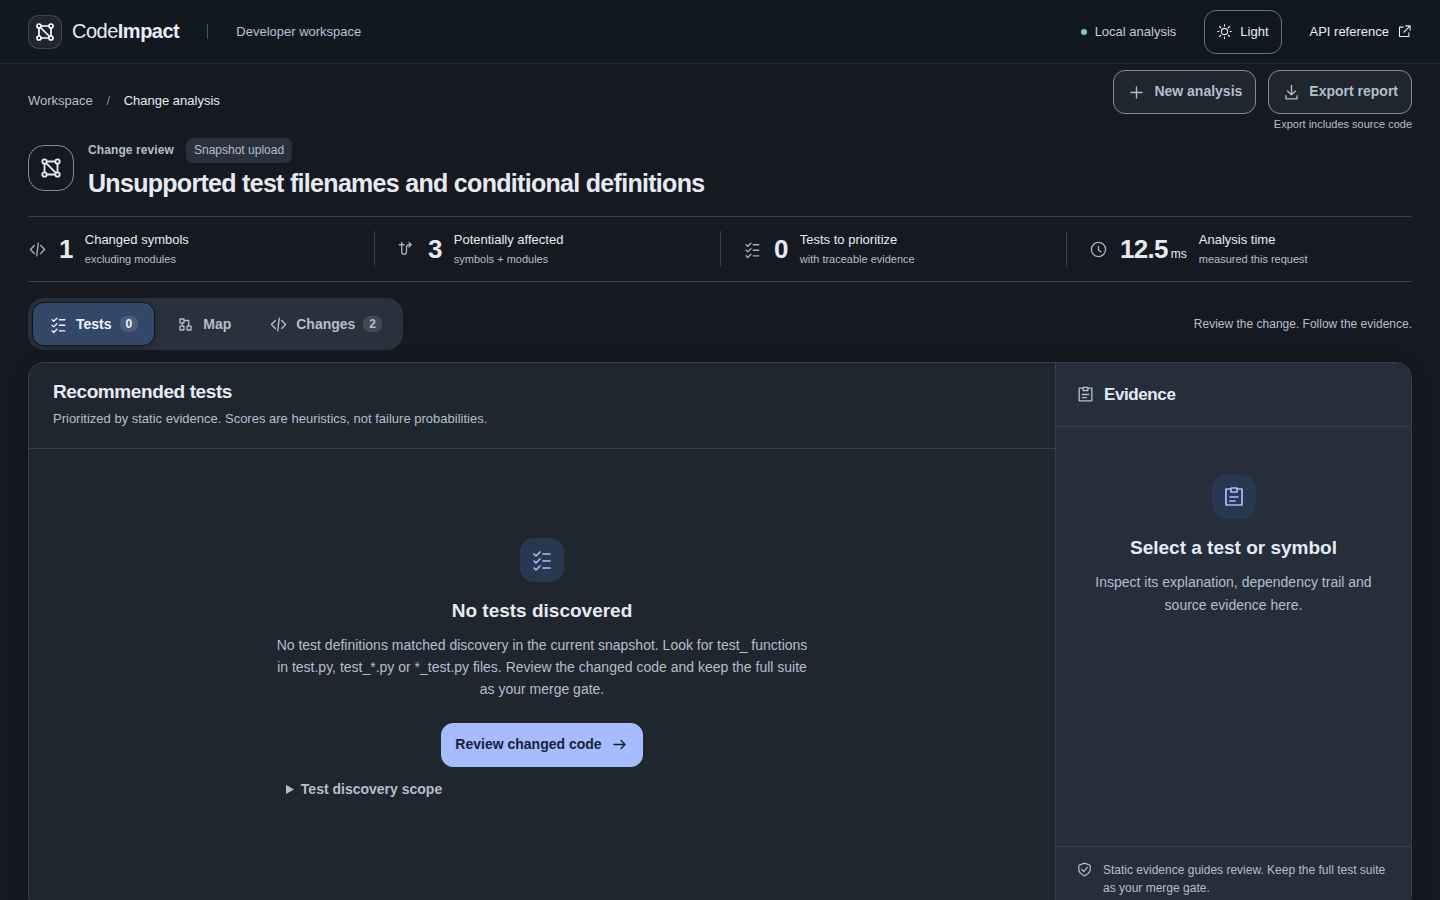 CodeImpact
Developer workspace
Local analysis
Light
API reference
Workspace / Change analysis
New analysis
Export report
Export includes source code
Change review
Snapshot upload
Unsupported test filenames and conditional definitions
1
Changed symbols
excluding modules
3
Potentially affected
symbols + modules
0
Tests to prioritize
with traceable evidence
12.5 ms
Analysis time
measured this request
Tests 0
Map
Changes 2
Review the change. Follow the evidence.
Recommended tests
Prioritized by static evidence. Scores are heuristics, not failure probabilities.
No tests discovered
No test definitions matched discovery in the current snapshot. Look for test_ functions
in test.py, test_*.py or *_test.py files. Review the changed code and keep the full suite
as your merge gate.
Review changed code
Test discovery scope
Evidence
Select a test or symbol
Inspect its explanation, dependency trail and
source evidence here.
Static evidence guides review. Keep the full test suite
as your merge gate.